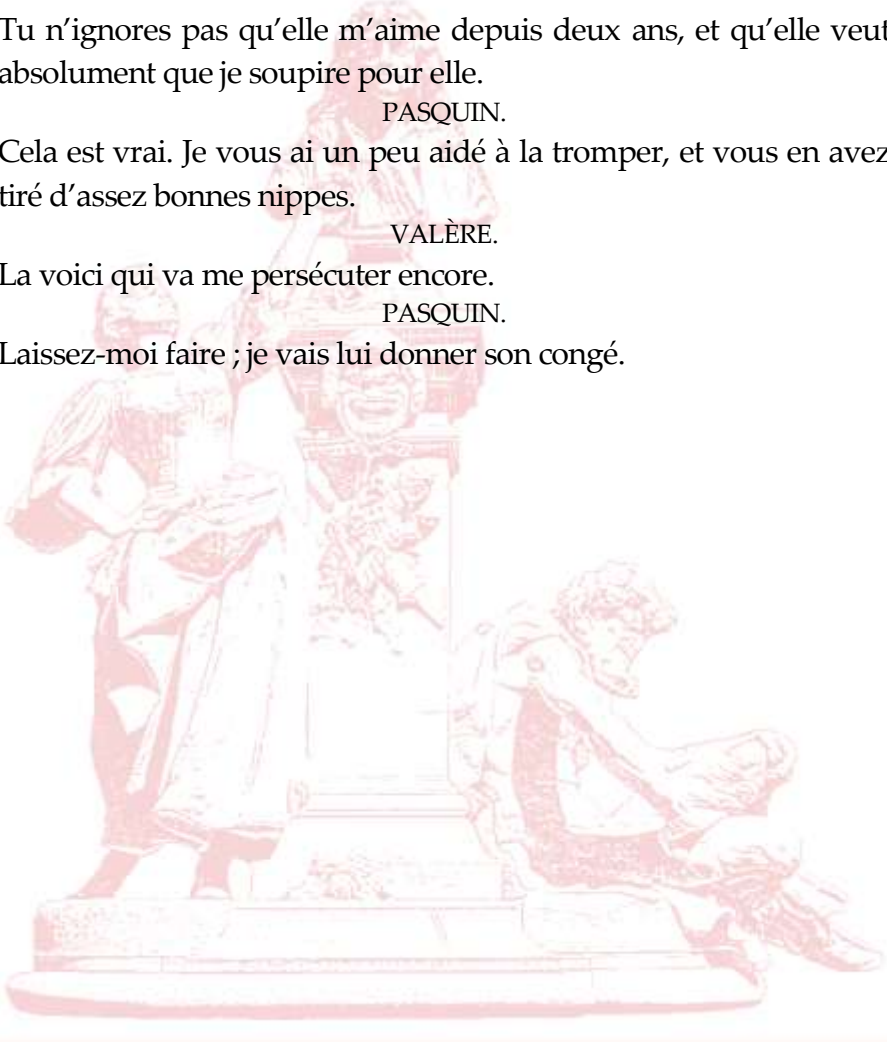 Tu n’ignores pas qu’elle m’aime depuis deux ans, et qu’elle veut
absolument que je soupire pour elle.
PASQUIN.
Cela est vrai. Je vous ai un peu aidé à la tromper, et vous en avez
tiré d’assez bonnes nippes.
VALÈRE.
La voici qui va me persécuter encore.
PASQUIN.
Laissez-moi faire ; je vais lui donner son congé.